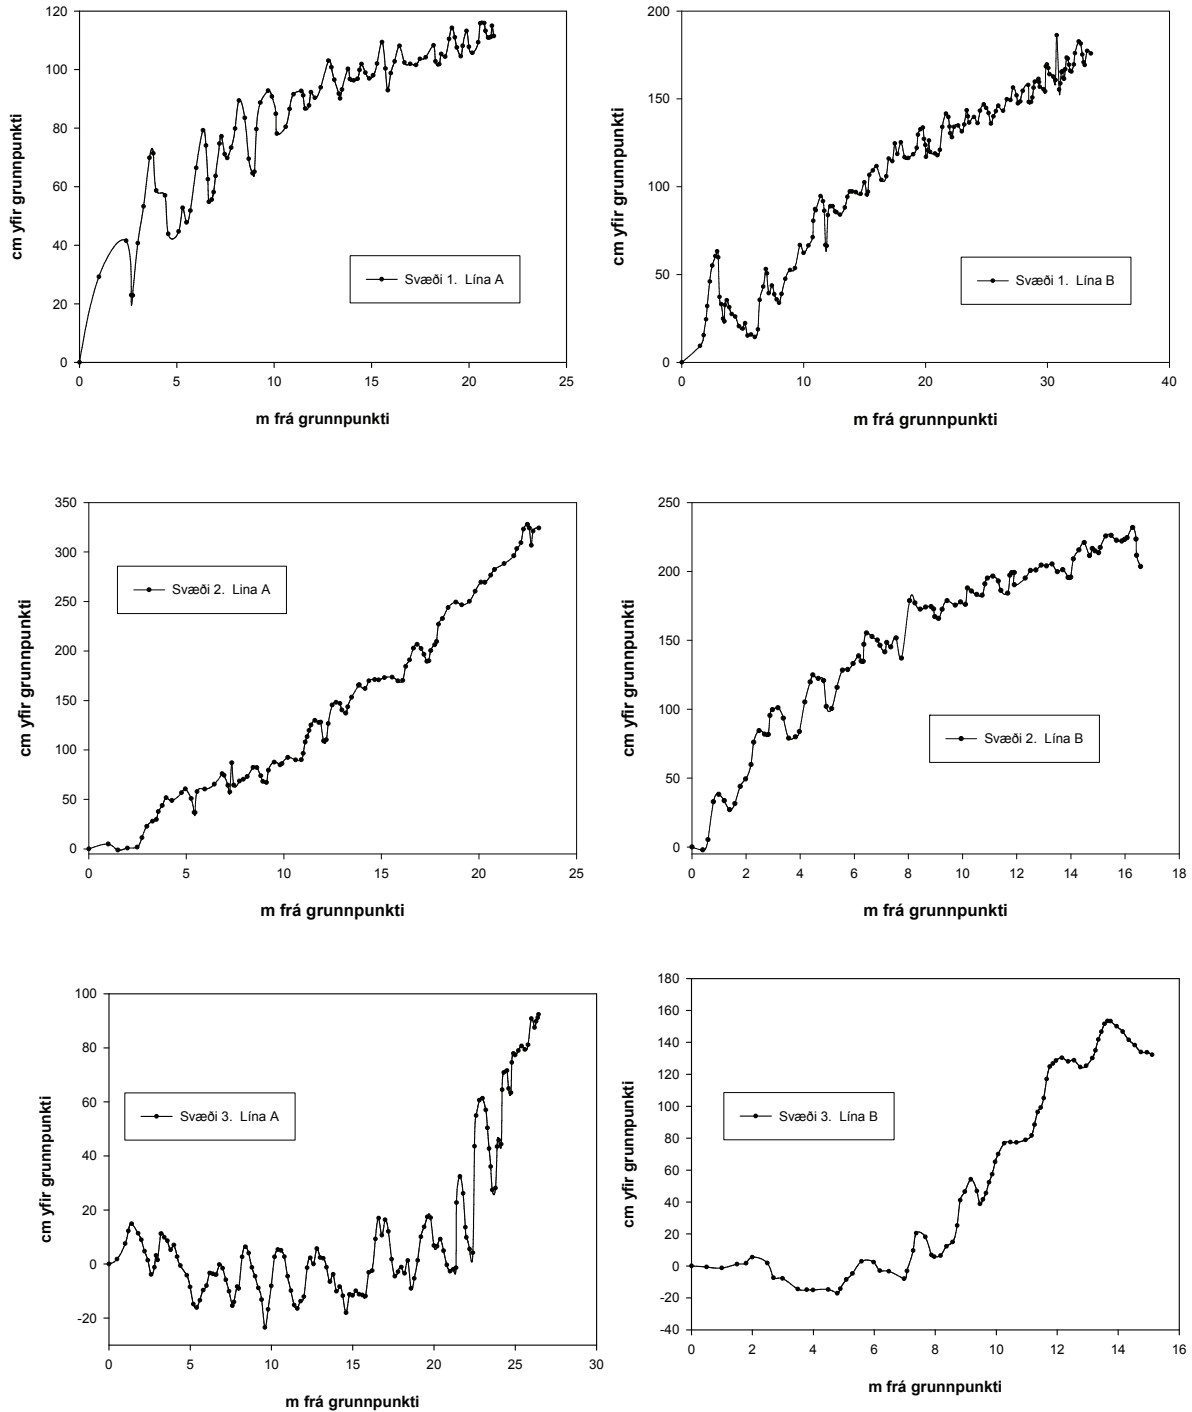 cm yfir grunnpunkti
120
100
80
60
40
20
0
Svæði 1. Lína A
0 5 10 15 20 25
m frá grunnpunkti
cm yfir grunnpunkti
200
150
100
50
0
Svæði 1. Lína B
0 10 20 30 40
m frá grunnpunkti
cm yfir grunnpunkti
350
300
250
200
150
100
50
0
Svæði 2. Lina A
0 5 10 15 20 25
m frá grunnpunkti
cm yfir grunnpunkti
250
200
150
100
50
0
Svæði 2. Lína B
0 2 4 6 8 10 12 14 16 18
m frá grunnpunkti
cm yfir grunnpunkti
100
80
60
40
20
0
-20
Svæði 3. Lína A
0 5 10 15 20 25 30
m frá grunnpunkti
cm yfir grunnpunkti
180
160
140
120
100
80
60
40
20
0
-20
-40
Svæði 3. Lína B
0 2 4 6 8 10 12 14 16
m frá grunnpunkti